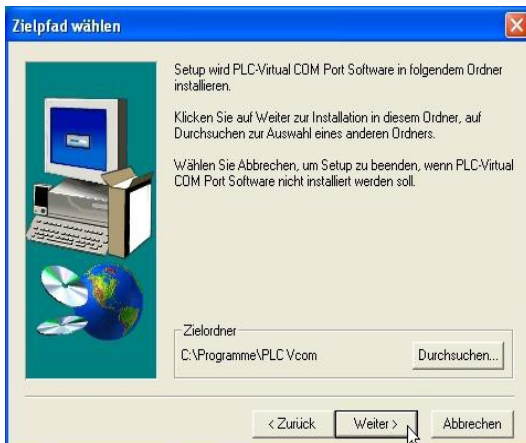 Zielpfad wählen
Setup wird PLC-Virtual COM Port Software in folgendem Ordner
installieren.
Klicken Sie auf Weiter zur Installation in diesem Ordner, auf
Durchsuchen zur Auswahl eines anderen Ordners.
Wählen Sie Abbrechen, um Setup zu beenden, wenn PLC-Virtual
COM Port Software nicht installiert werden soll.
Zielordner
C:\Programme\PLC Vcom
Durchsuchen...
< Zurück
Weiter >
Abbrechen